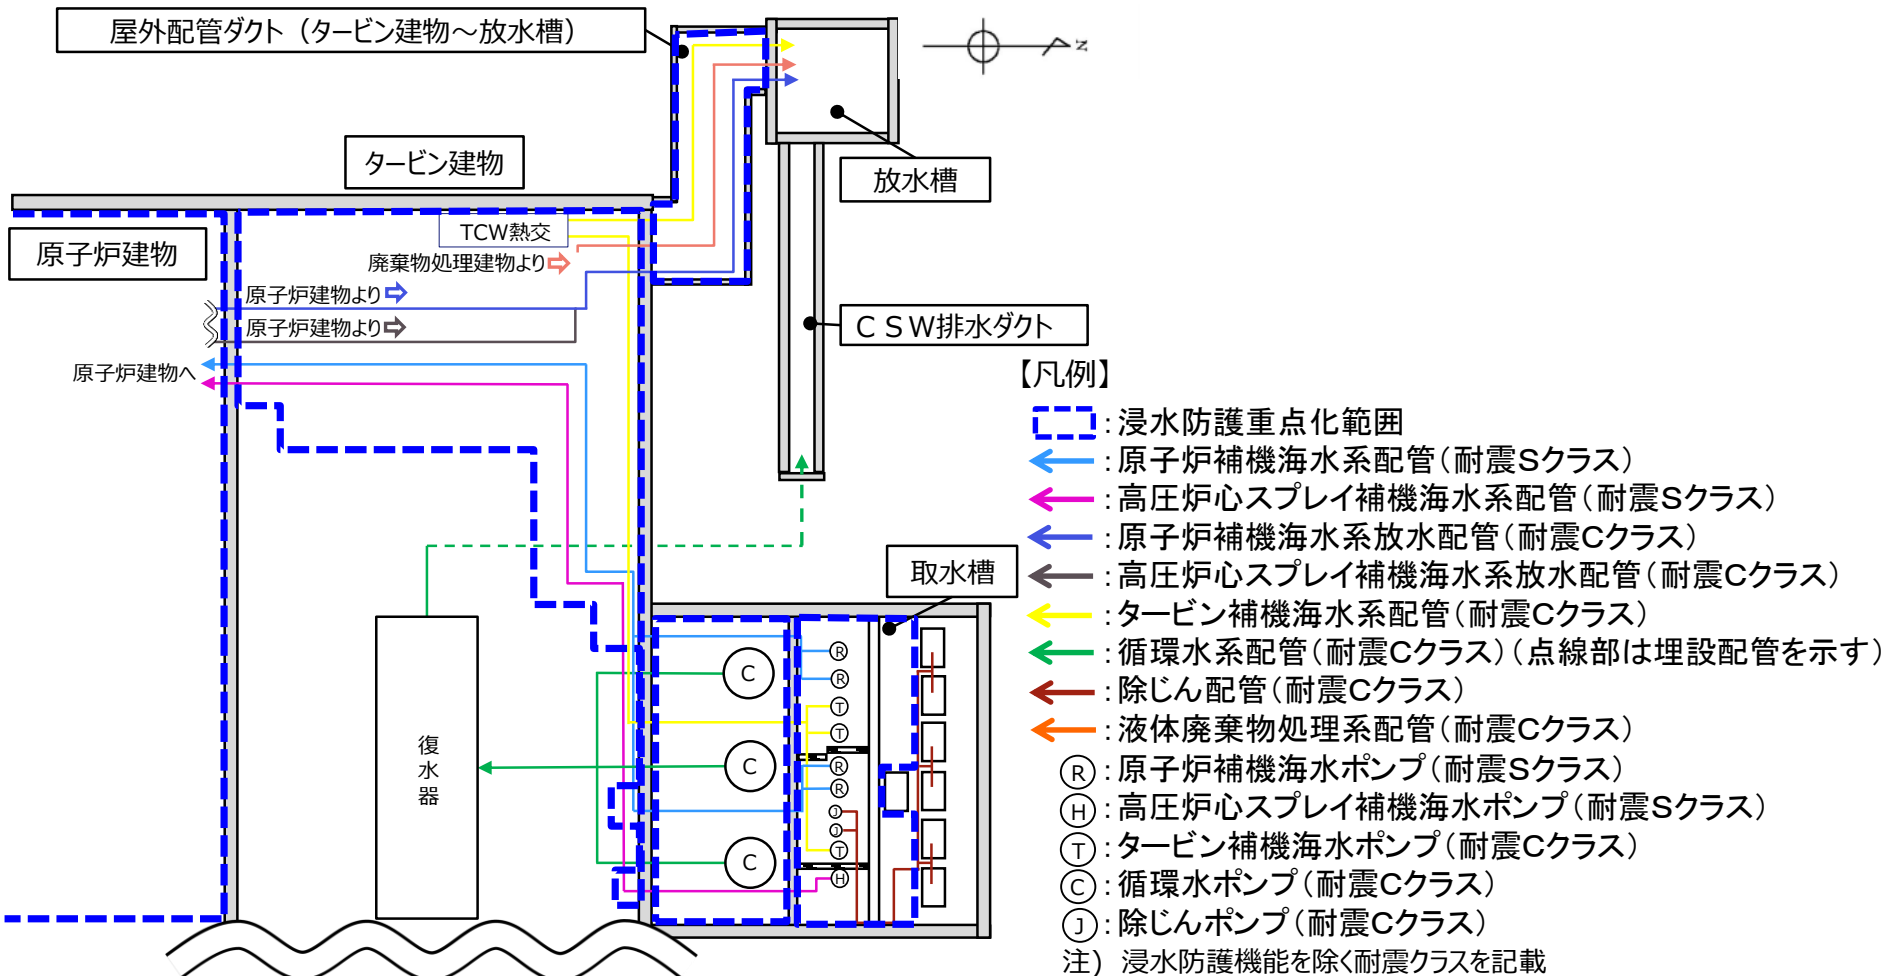 屋外配管ダクト（タービン建物～放水槽）
N
タービン建物
放水槽
原子炉建物
TCW熱交
廃棄物処理建物より
原子炉建物より
原子炉建物より
原子炉建物へ
ＣＳＷ排水ダクト
取水槽
復水器
C
C
C
R
R
T
T
R
R
J
J
T
H
【凡例】
：浸水防護重点化範囲
：原子炉補機海水系配管（耐震Sクラス）
：高圧炉心スプレイ補機海水系配管（耐震Sクラス）
：原子炉補機海水系放水配管（耐震Cクラス）
：高圧炉心スプレイ補機海水系放水配管（耐震Cクラス）
：タービン補機海水系配管（耐震Cクラス）
：循環水系配管（耐震Cクラス）（点線部は埋設配管を示す）
：除じん配管（耐震Cクラス）
：液体廃棄物処理系配管（耐震Cクラス）
R：原子炉補機海水ポンプ（耐震Sクラス）
H：高圧炉心スプレイ補機海水ポンプ（耐震Sクラス）
T：タービン補機海水ポンプ（耐震Cクラス）
C：循環水ポンプ（耐震Cクラス）
J：除じんポンプ（耐震Cクラス）
注）浸水防護機能を除く耐震クラスを記載